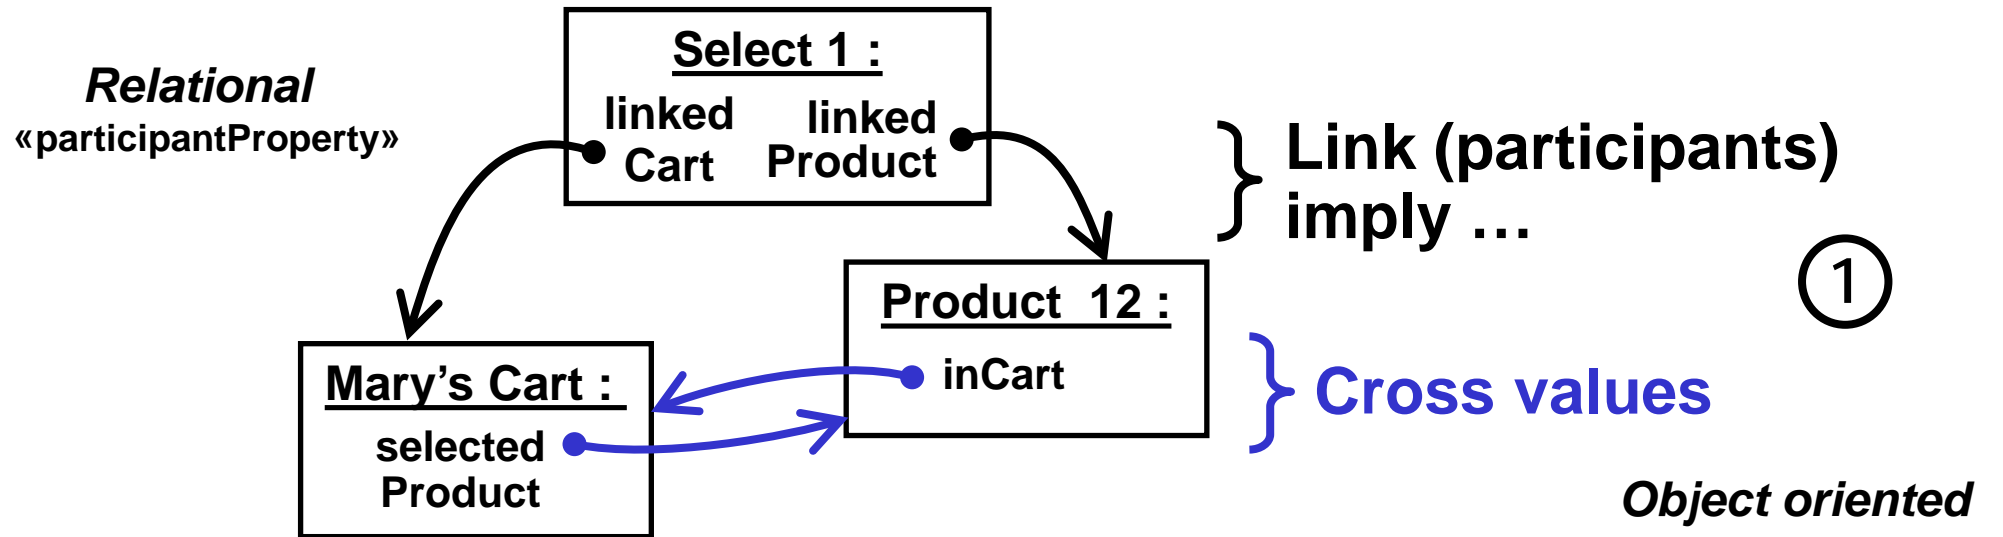 Select 1 :
Relational
«participantProperty»
linked
Cart
linked
Product
Link (participants)
imply …
1
Product 12 :
inCart
Mary’s Cart :
selected
Product
Cross values
Object oriented